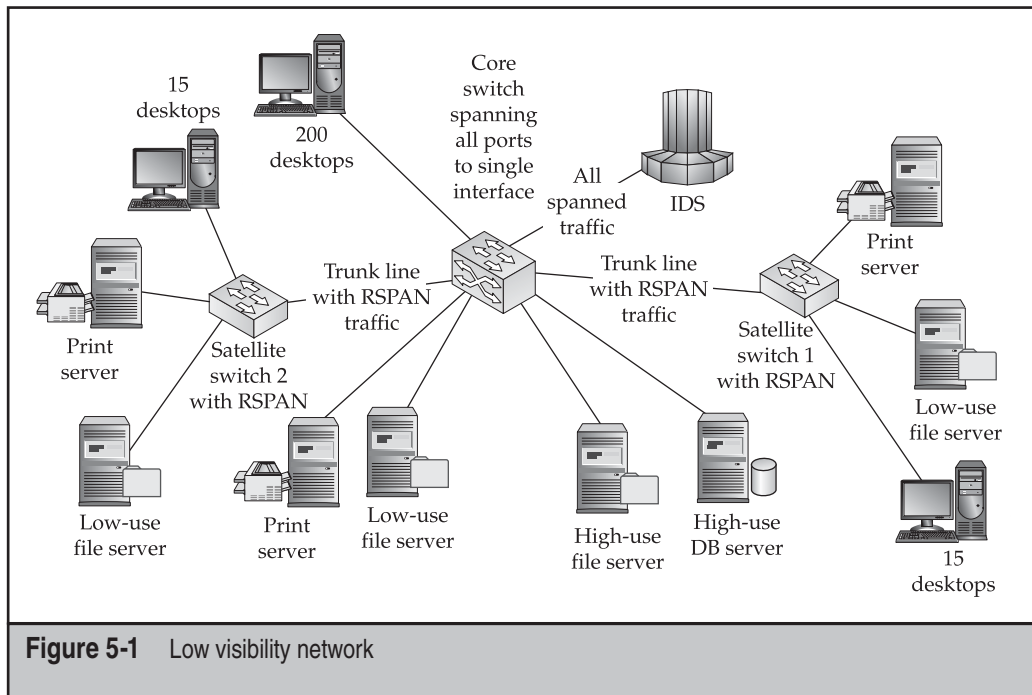 15
desktops
200
desktops
Core
switch
spanning
all ports
to single
interface
All
spanned
traffic
IDS
Print
server
Print
server
Satellite
switch 2
with RSPAN
Trunk line
with RSPAN
traffic
Trunk line
with RSPAN
traffic
Satellite
switch 1
with RSPAN
Low-use
file server
Low-use
file server
Print
server
Low-use
file server
High-use
file server
High-use
DB server
15
desktops
Figure 5-1 Low visibility network